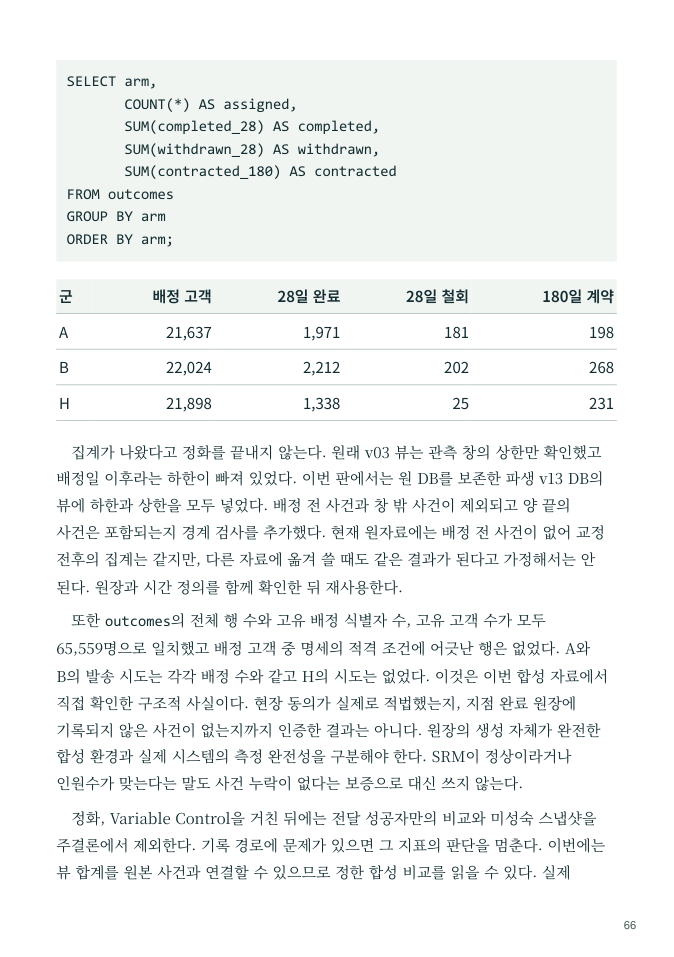 SELECT arm,
       COUNT(*) AS assigned,
       SUM(completed_28) AS completed,
       SUM(withdrawn_28) AS withdrawn,
       SUM(contracted_180) AS contracted
FROM outcomes
GROUP BY arm
ORDER BY arm;
군 배정 고객 28일 완료 28일 철회 180일 계약
A 21,637 1,971 181 198
B 22,024 2,212 202 268
H 21,898 1,338 25 231
집계가 나왔다고 정화를 끝내지 않는다. 원래 v03 뷰는 관측 창의 상한만 확인했고
배정일 이후라는 하한이 빠져 있었다. 이번 판에서는 원 DB를 보존한 파생 v13 DB의
뷰에 하한과 상한을 모두 넣었다. 배정 전 사건과 창 밖 사건이 제외되고 양 끝의
사건은 포함되는지 경계 검사를 추가했다. 현재 원자료에는 배정 전 사건이 없어 교정
전후의 집계는 같지만, 다른 자료에 옮겨 쓸 때도 같은 결과가 된다고 가정해서는 안
된다. 원장과 시간 정의를 함께 확인한 뒤 재사용한다.
또한 outcomes의 전체 행 수와 고유 배정 식별자 수, 고유 고객 수가 모두
65,559명으로 일치했고 배정 고객 중 명세의 적격 조건에 어긋난 행은 없었다. A와
B의 발송 시도는 각각 배정 수와 같고 H의 시도는 없었다. 이것은 이번 합성 자료에서
직접 확인한 구조적 사실이다. 현장 동의가 실제로 적법했는지, 지점 완료 원장에
기록되지 않은 사건이 없는지까지 인증한 결과는 아니다. 원장의 생성 자체가 완전한
합성 환경과 실제 시스템의 측정 완전성을 구분해야 한다. SRM이 정상이라거나
인원수가 맞는다는 말도 사건 누락이 없다는 보증으로 대신 쓰지 않는다.
정화, Variable Control을 거친 뒤에는 전달 성공자만의 비교와 미성숙 스냅샷을
주결론에서 제외한다. 기록 경로에 문제가 있으면 그 지표의 판단을 멈춘다. 이번에는
뷰 합계를 원본 사건과 연결할 수 있으므로 정한 합성 비교를 읽을 수 있다. 실제
66